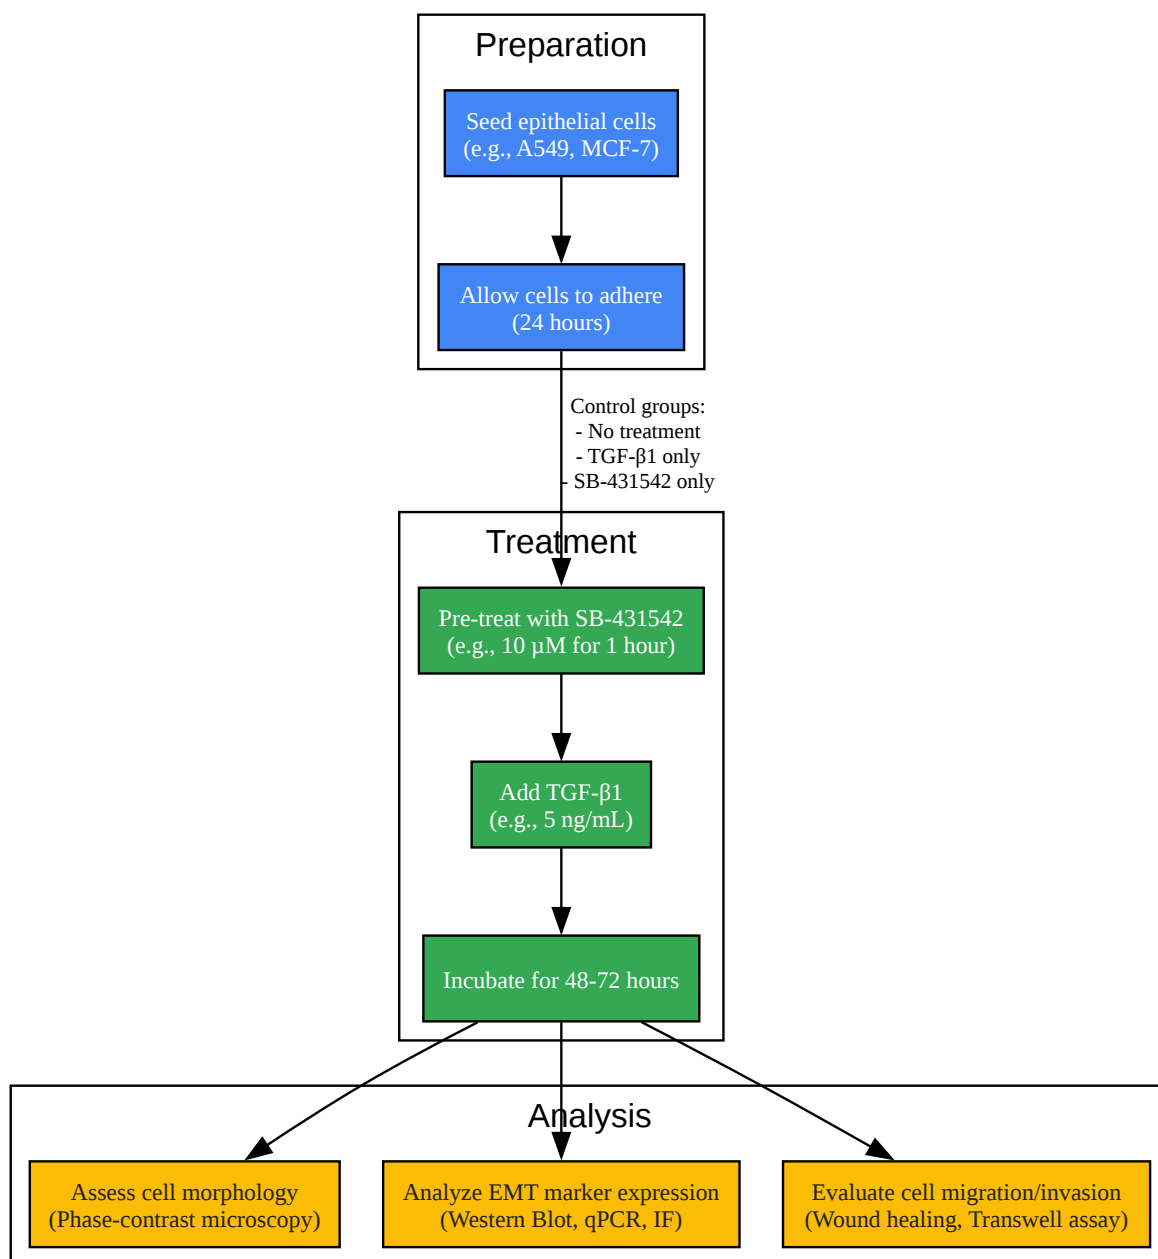 Preparation
Seed epithelial cells
(e.g., A549, MCF-7)
Allow cells to adhere
(24 hours)
Control groups:
- No treatment
- TGF-β1 only
- SB-431542 only
Treatment
Pre-treat with SB-431542
(e.g., 10 µM for 1 hour)
Add TGF-β1
(e.g., 5 ng/mL)
Incubate for 48-72 hours
Analysis
Assess cell morphology
(Phase-contrast microscopy)
Analyze EMT marker expression
(Western Blot, qPCR, IF)
Evaluate cell migration/invasion
(Wound healing, Transwell assay)